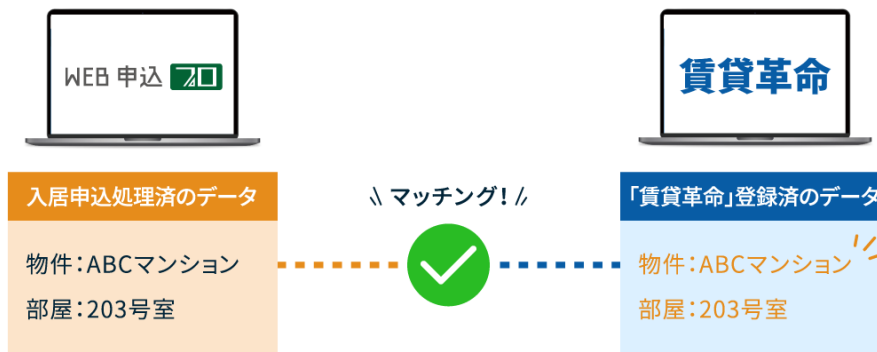 WEB 申込 プロ
賃貸革命
入居申込処理済のデータ
マッチング!
「賃貸革命」登録済のデータ
物件:ABCマンション
部屋:203号室
物件:ABCマンション
部屋:203号室